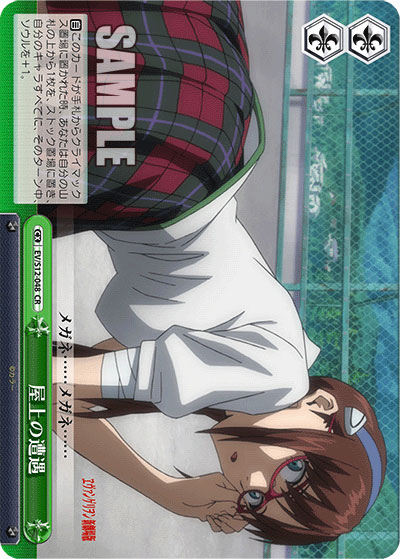 SAMPLE
【自】このカードが手札からクライマック
ス置場に置かれた時、あなたは自分の山
札の上から1枚を、ストック置場に置き、
自分のキャラすべてに、そのターン中、
ソウルを+1。
CX
EV/S12-048 CR
©カラー
屋上の遭遇
メガネ……メガネ……
ヱヴァンゲリヲン新劇場版